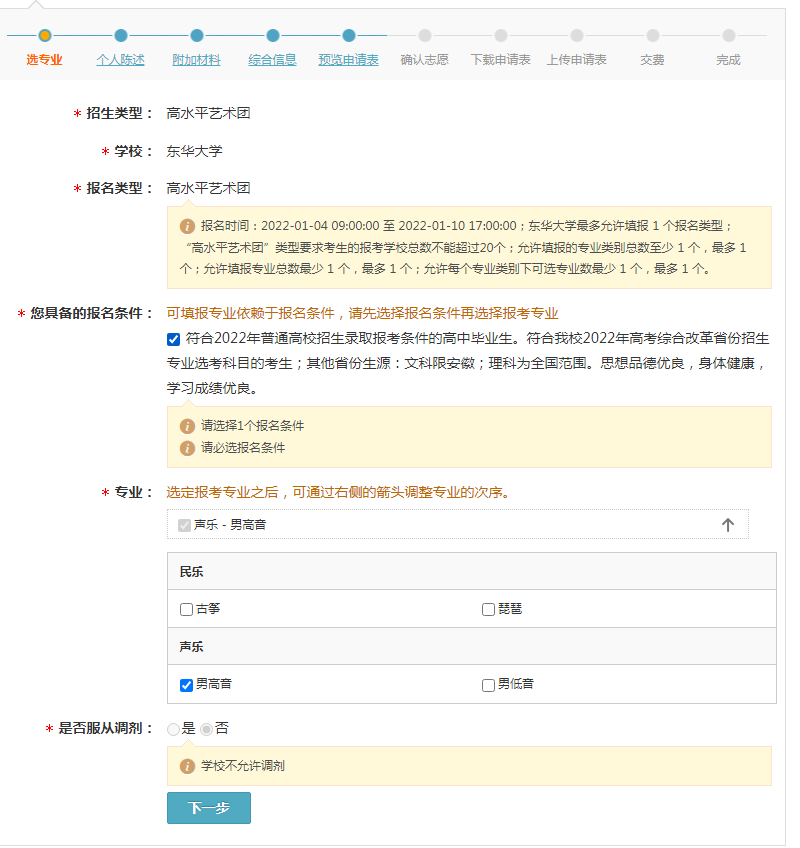 选专业 个人陈述 附加材料 综合信息 预览申请表 确认志愿 下载申请表 上传申请表 交费 完成
* 招生类型： 高水平艺术团
* 学校： 东华大学
* 报名类型： 高水平艺术团
报名时间：2022-01-04 09:00:00 至 2022-01-10 17:00:00；东华大学最多允许填报 1 个报名类型；
“高水平艺术团”类型要求考生的报考学校总数不能超过20个；允许填报的专业类别总数至少 1 个，最多 1
个；允许填报专业总数最少 1 个，最多 1 个；允许每个专业类别下可选专业数最少 1 个，最多 1 个。
* 您具备的报名条件： 可填报专业依赖于报名条件，请先选择报名条件再选择报考专业
符合2022年普通高校招生录取报考条件的高中毕业生。符合我校2022年高考综合改革省份招生
专业选考科目的考生；其他省份生源：文科限安徽；理科为全国范围。思想品德优良，身体健康，
学习成绩优良。
请选择1个报名条件
请必选报名条件
* 专业： 选定报考专业之后，可通过右侧的箭头调整专业的次序。
声乐 - 男高音
民乐
古筝 琵琶
声乐
男高音 男低音
* 是否服从调剂： 是 否
学校不允许调剂
下一步